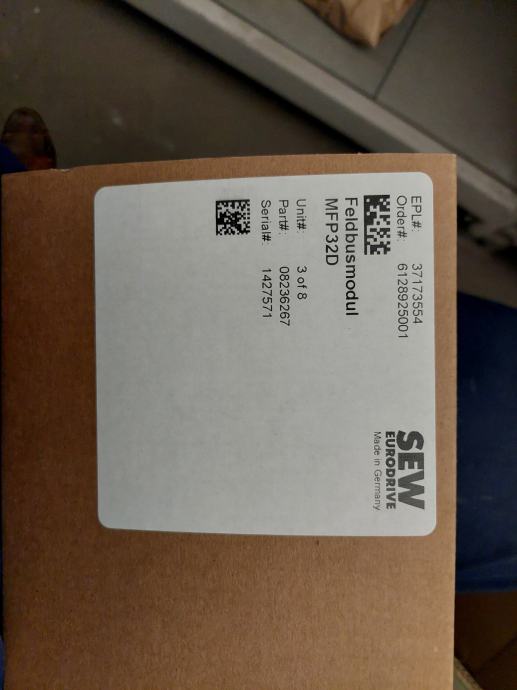 EPL#: 37173554
Order#: 6128925001
SEW
EURODRIVE
Made in Germany
Feldbusmodul
MFP32D
Unit#: 3 of 8
Part#: 08236267
Serial#: 1427571